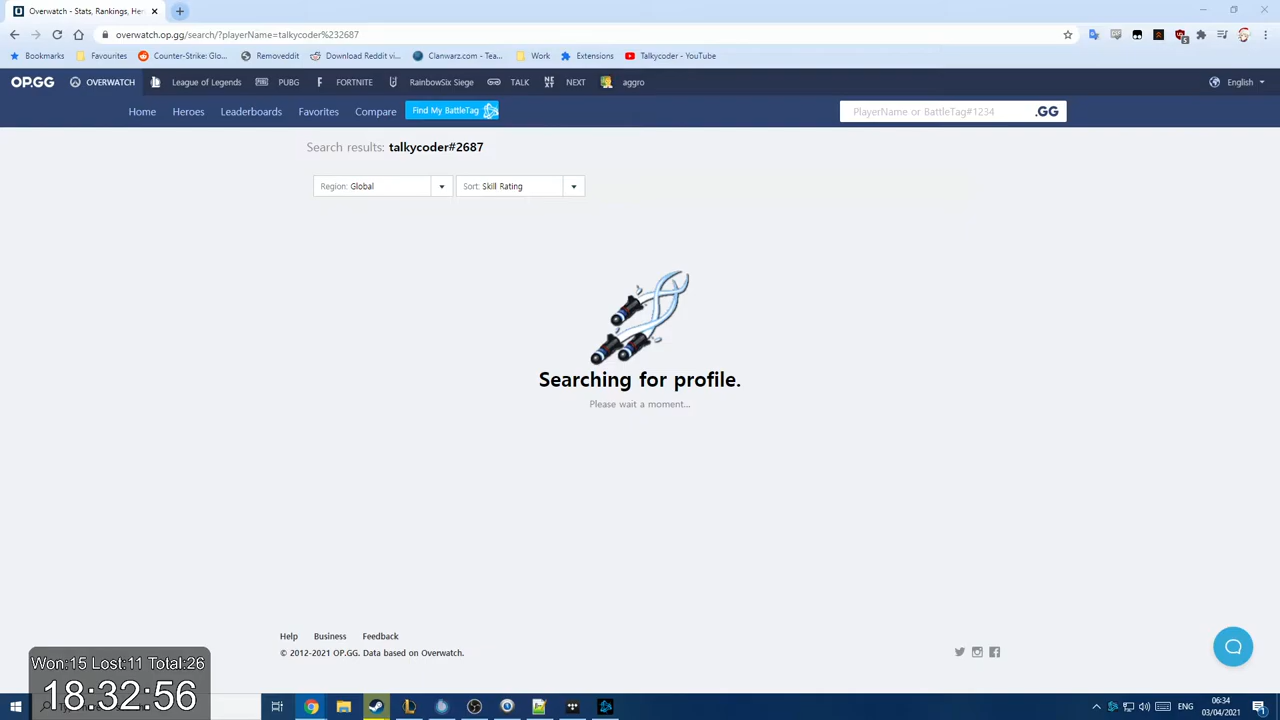 Overwatch - Stats, Rankings, Her
overwatch.op.gg/search/?playerName=talkycoder%232687
Bookmarks Favourites Counter-Strike: Glo... Removeddit Download Reddit vi... Clanwarz.com - Tea... Work Extensions Talkycoder - YouTube
OP.GG OVERWATCH League of Legends PUBG FORTNITE RainbowSix Siege TALK NEXT aggro English
Home Heroes Leaderboards Favorites Compare Find My BattleTag PlayerName or BattleTag#1234 .GG
Search results: talkycoder#2687
Region: Global Sort: Skill Rating
Searching for profile.
Please wait a moment...
Help Business Feedback
© 2012-2021 OP.GG. Data based on Overwatch.
Won:15 Lost:11 Total:26
18:32:56
ENG
06:34
03/04/2021